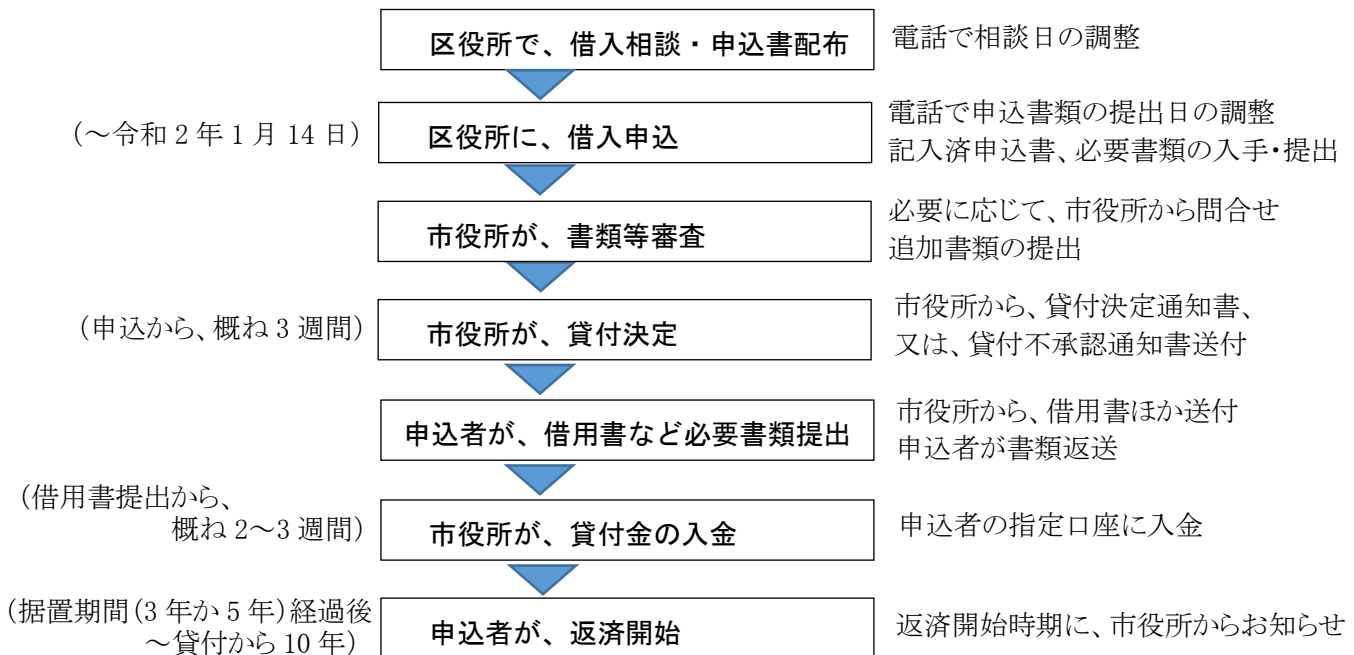 区役所で、借入相談・申込書配布
電話で相談日の調整
(～令和2年1月14日)
区役所に、借入申込
電話で申込書類の提出日の調整
記入済申込書、必要書類の入手・提出
市役所が、書類等審査
必要に応じて、市役所から問合せ
追加書類の提出
(申込から、概ね3週間)
市役所が、貸付決定
市役所から、貸付決定通知書、
又は、貸付不承認通知書送付
申込者が、借用書など必要書類提出
市役所から、借用書ほか送付
申込者が書類返送
(借用書提出から、
概ね2～3週間)
市役所が、貸付金の入金
申込者の指定口座に入金
(据置期間(3年か5年)経過後
～貸付から10年)
申込者が、返済開始
返済開始時期に、市役所からお知らせ